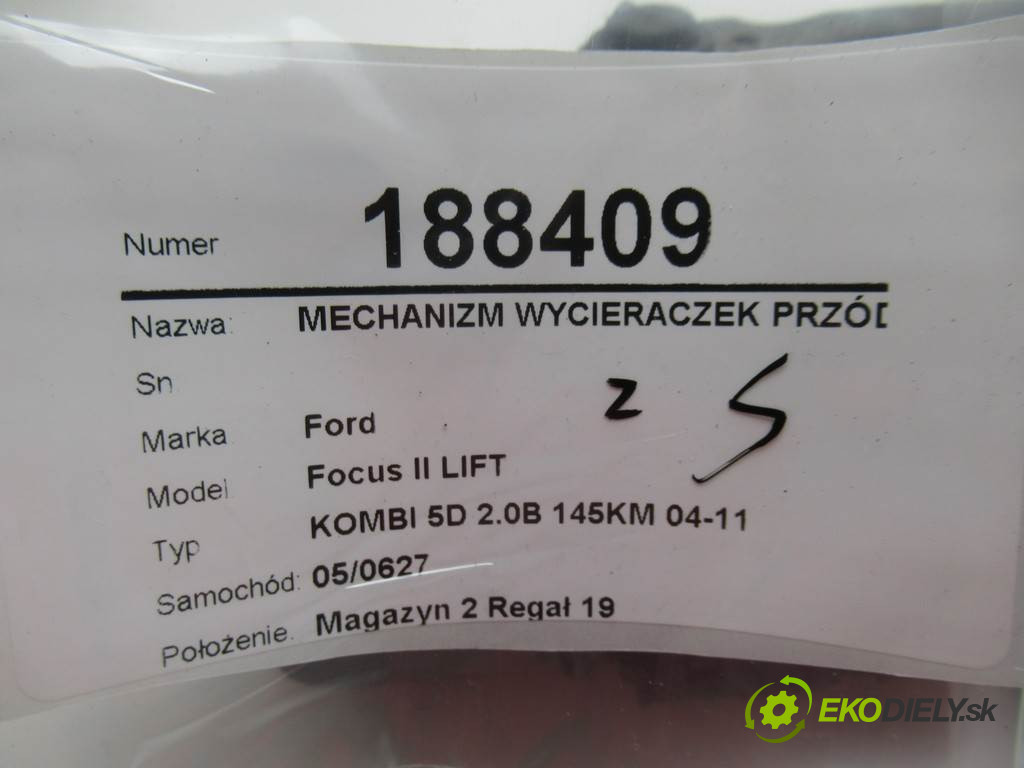 Numer 188409
Nazwa: MECHANIZM WYCIERACZEK PRZÓD
Sn
z 5
Marka Ford
Model Focus II LIFT
Typ KOMBI 5D 2.0B 145KM 04-11
Samochód: 05/0627
Położenie. Magazyn 2 Regał 19
EKODIELY.sk